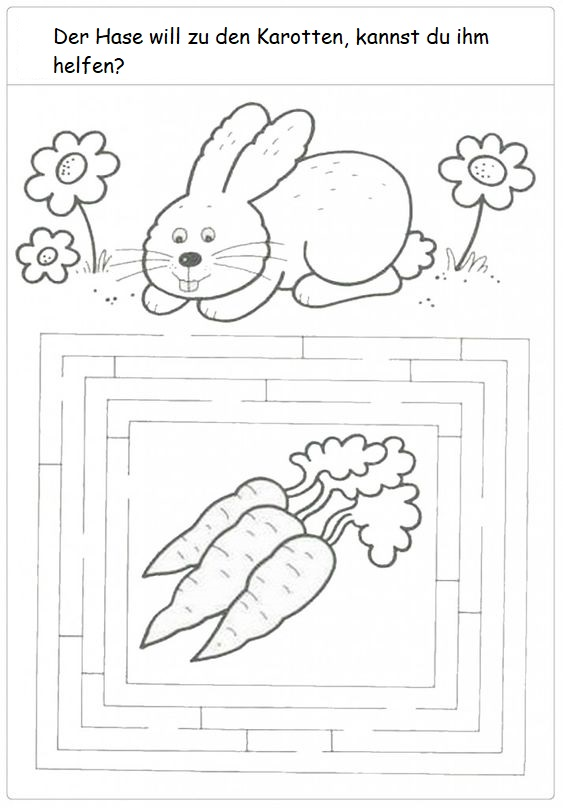 Der Hase will zu den Karotten, kannst du ihm
helfen?